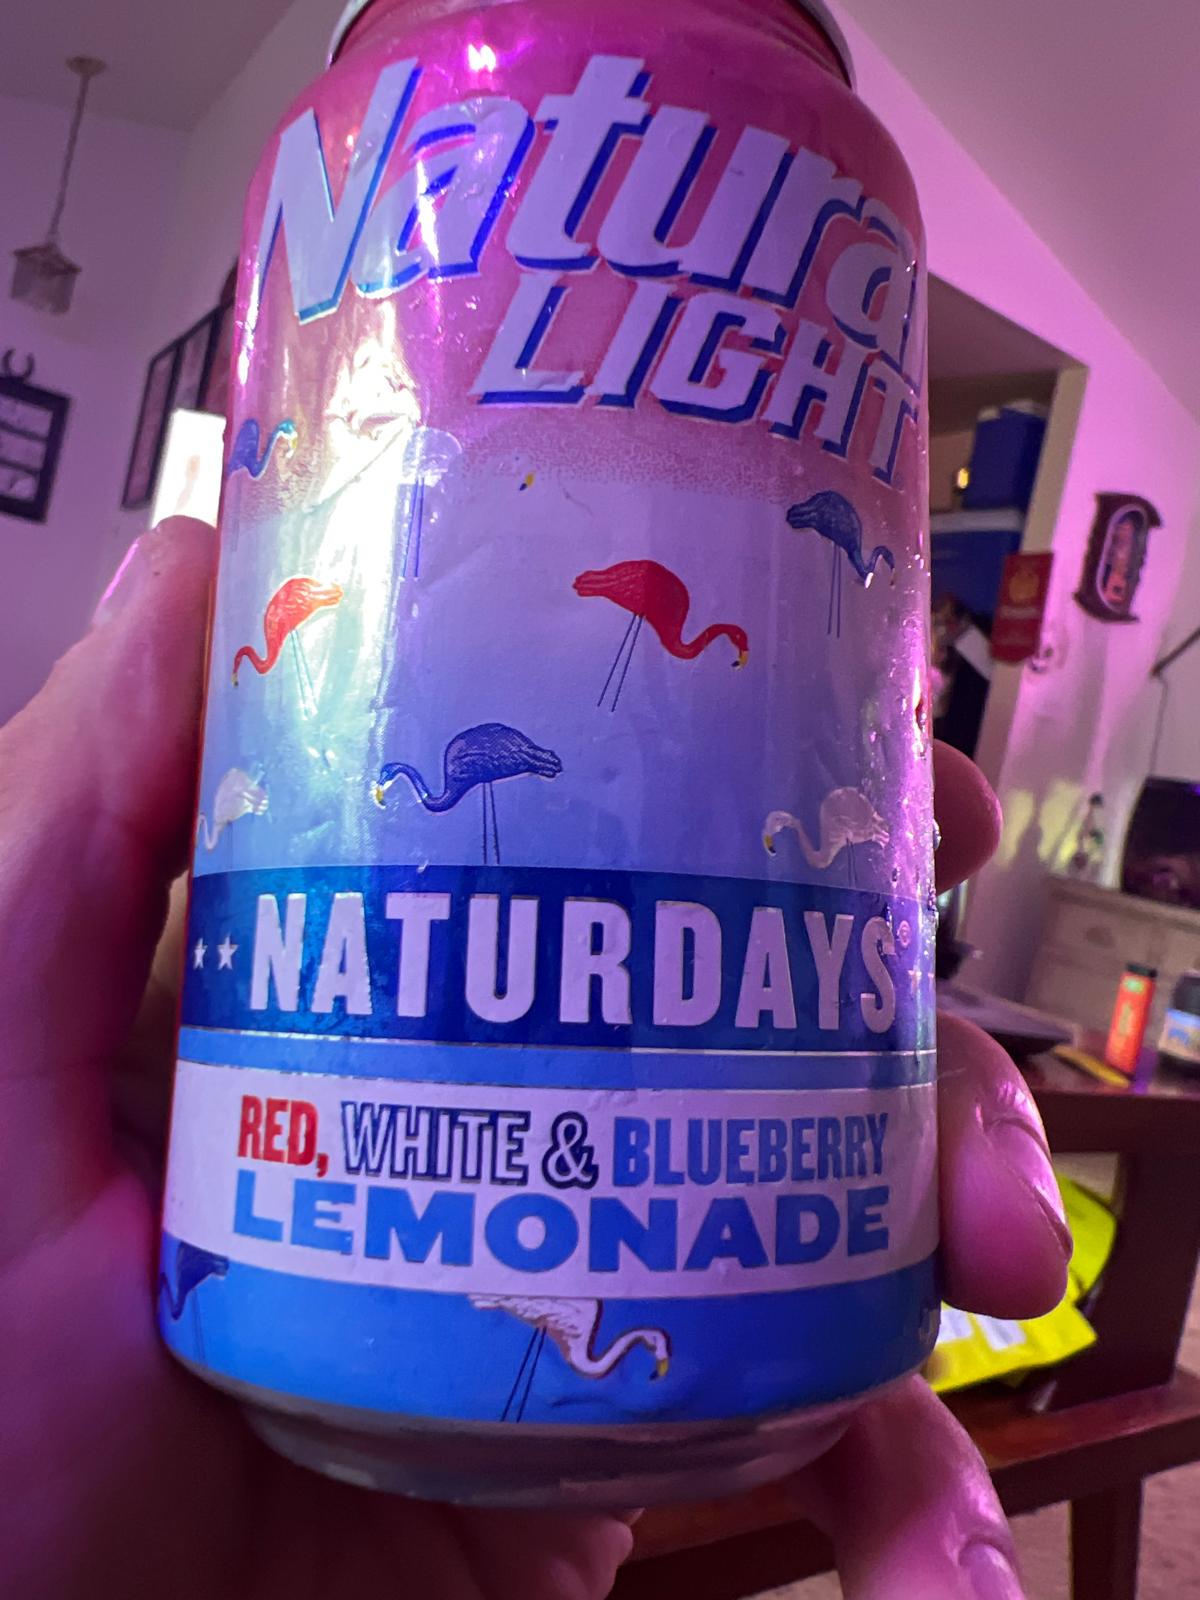 Natural
LIGHT
NATURDAYS
RED, WHITE & BLUEBERRY
LEMONADE